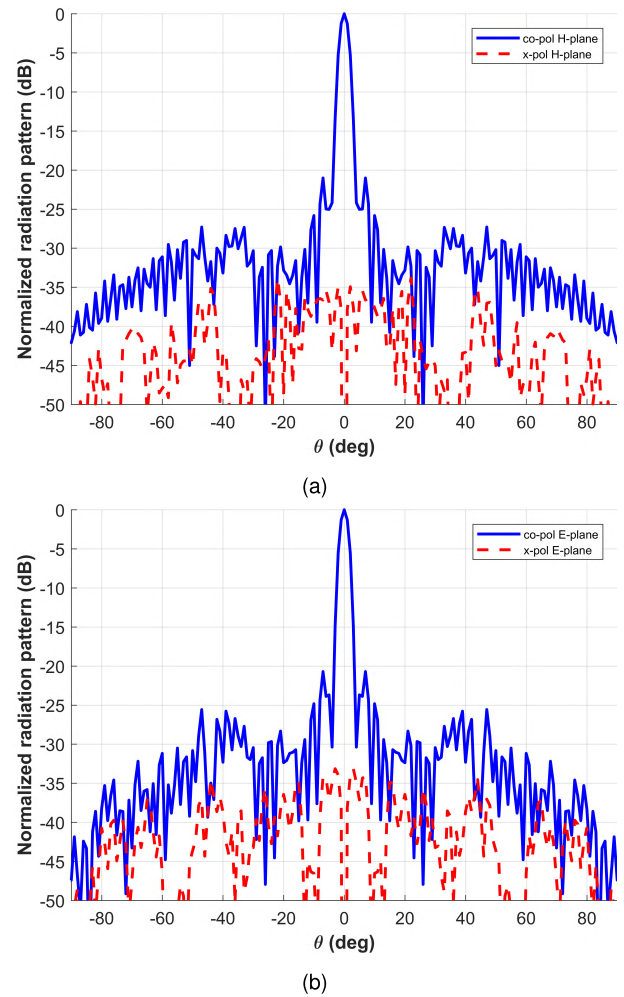 0
-5
-10
-15
-20
-25
-30
-35
-40
-45
-50
Normalized radiation pattern (dB)
co-pol H-plane
x-pol H-plane
-80 -60 -40 -20 0 20 40 60 80
θ (deg)
(a)
0
-5
-10
-15
-20
-25
-30
-35
-40
-45
-50
Normalized radiation pattern (dB)
co-pol E-plane
x-pol E-plane
-80 -60 -40 -20 0 20 40 60 80
θ (deg)
(b)